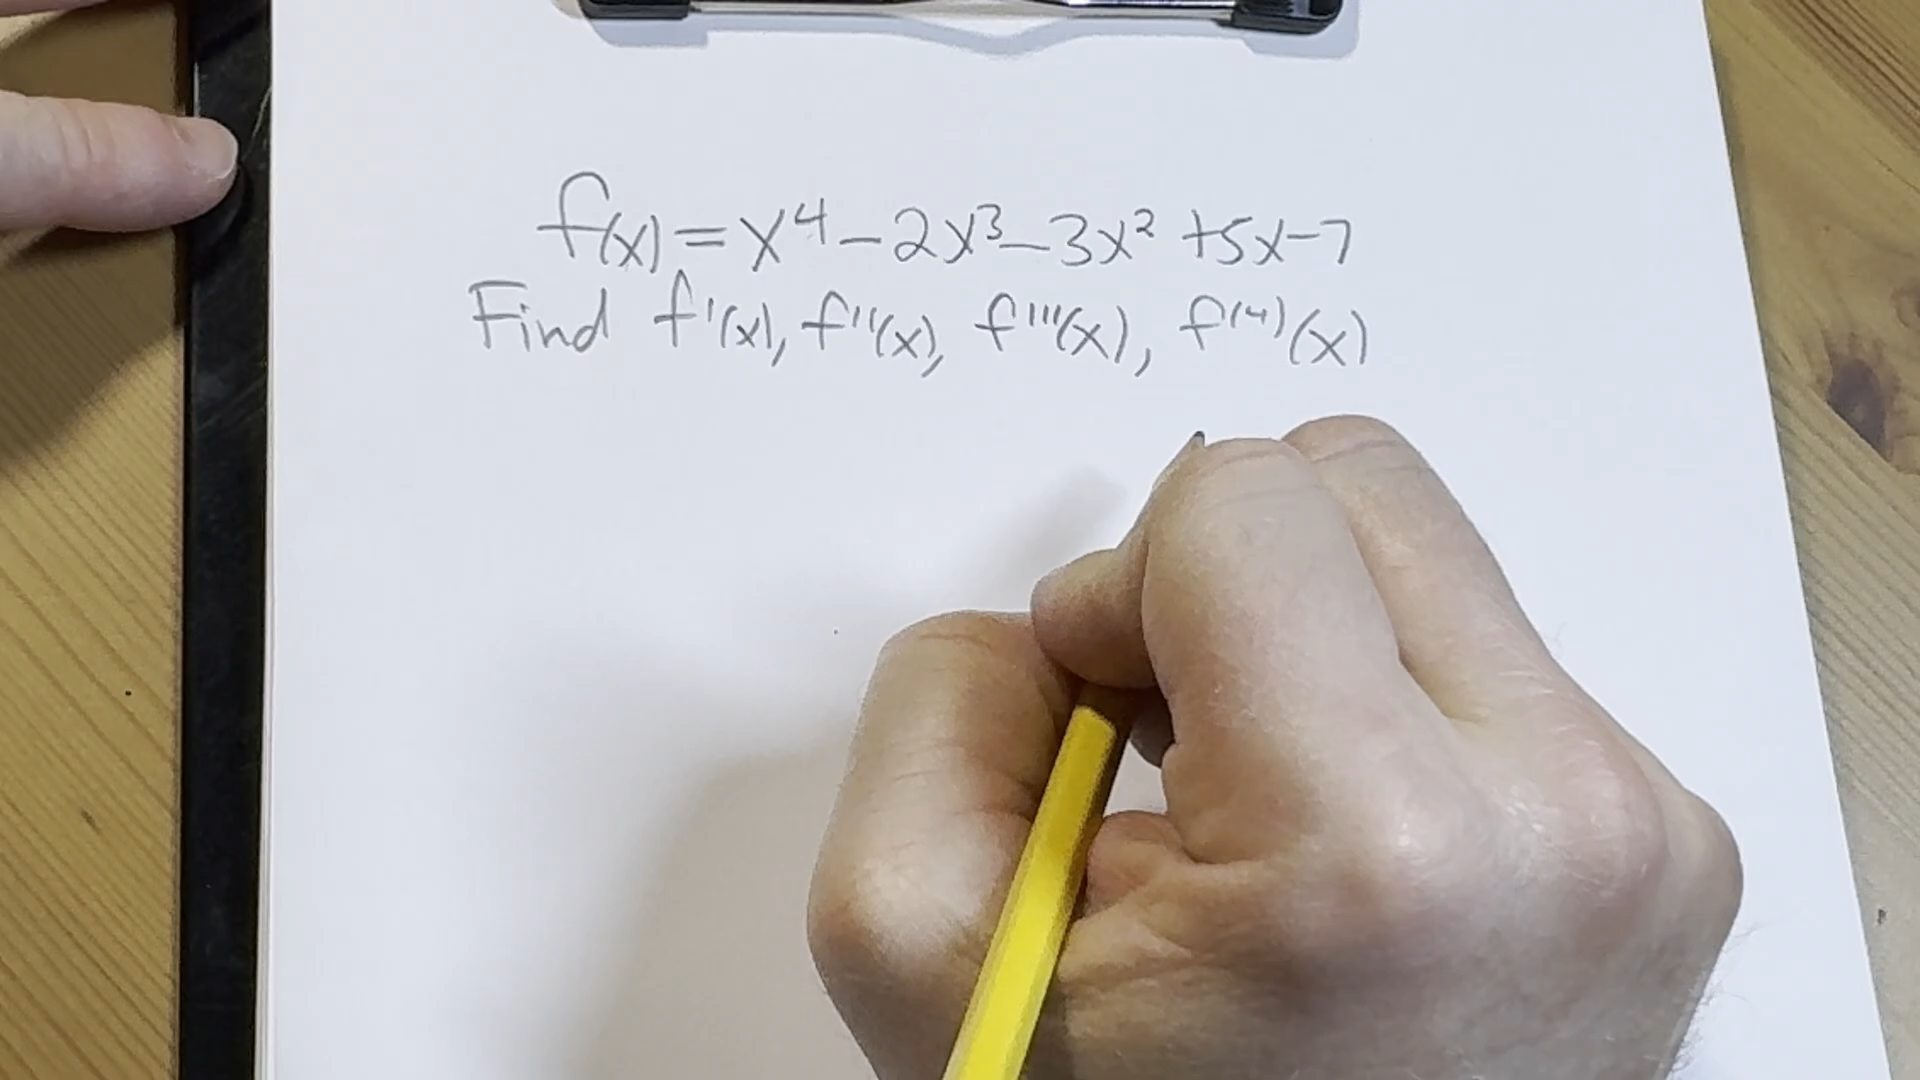 f(x) = x⁴ - 2x³ - 3x² + 5x - 7
Find f'(x), f''(x), f'''(x), f⁽⁴⁾(x)